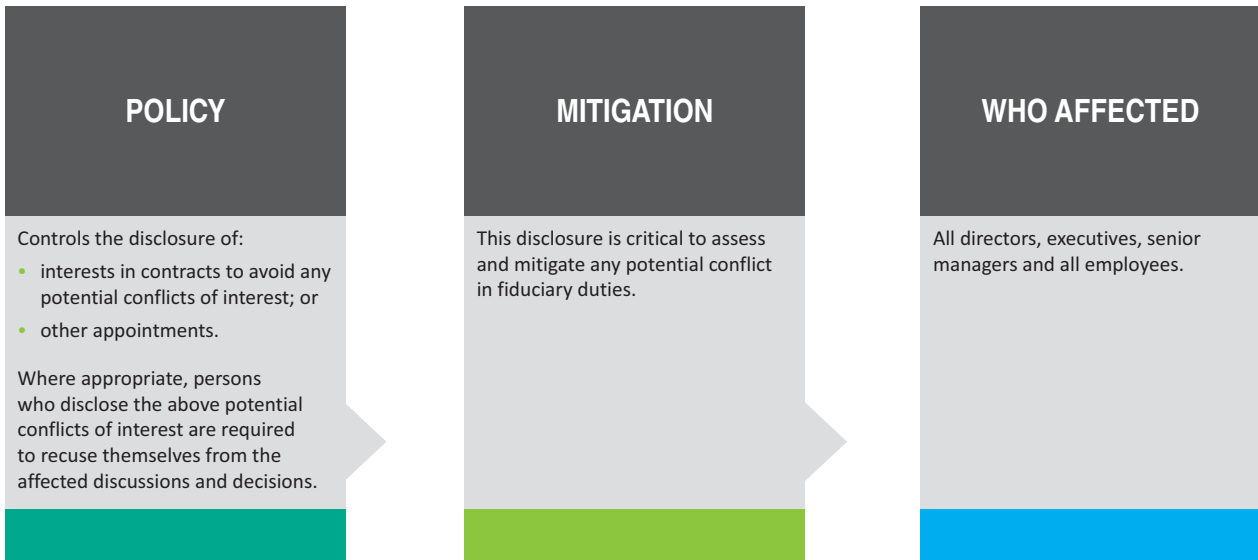 POLICY
Controls the disclosure of:
• interests in contracts to avoid any
potential conflicts of interest; or
• other appointments.
Where appropriate, persons
who disclose the above potential
conflicts of interest are required
to recuse themselves from the
affected discussions and decisions.
MITIGATION
This disclosure is critical to assess
and mitigate any potential conflict
in fiduciary duties.
WHO AFFECTED
All directors, executives, senior
managers and all employees.